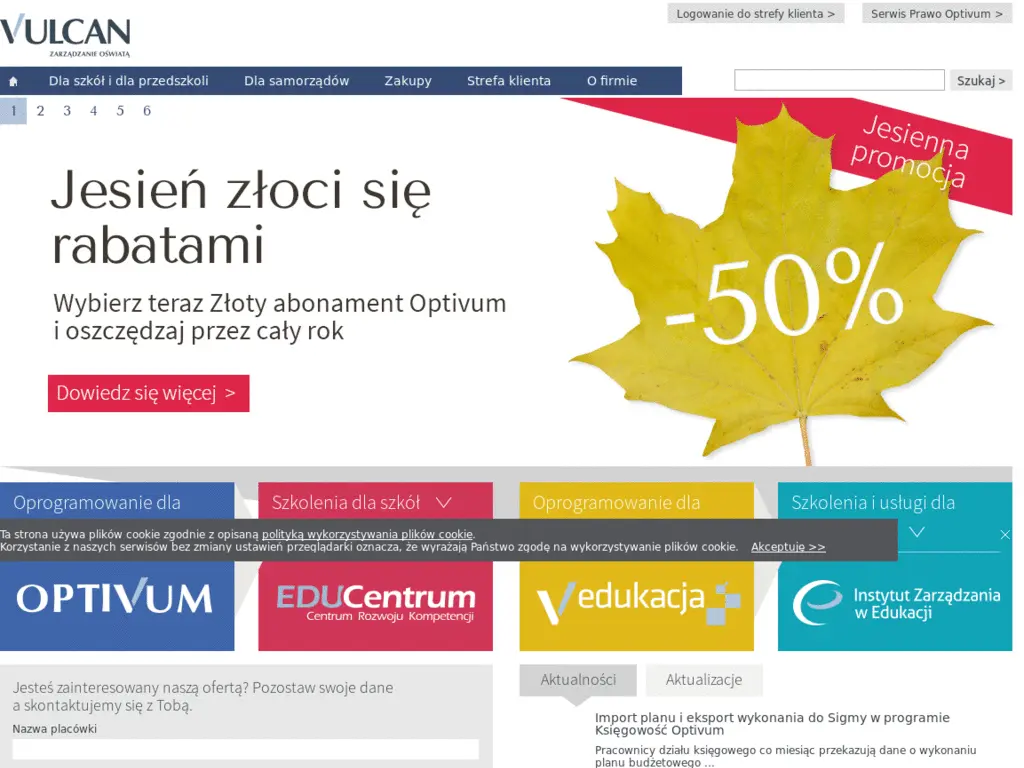 Logowanie do strefy klienta >
Serwis Prawo Optivum >
VULCAN
ZARZĄDZANIE OŚWIATĄ
Dla szkół i dla przedszkoli
Dla samorządów
Zakupy
Strefa klienta
O firmie
Szukaj >
1 2 3 4 5 6
Jesienna
promocja
Jesień złoci się
rabatami
-50%
Wybierz teraz Złoty abonament Optivum
i oszczędzaj przez cały rok
Dowiedz się więcej >
Oprogramowanie dla
Szkolenia dla szkół
Oprogramowanie dla
Szkolenia i usługi dla
Ta strona używa plików cookie zgodnie z opisaną polityką wykorzystywania plików cookie.
Korzystanie z naszych serwisów bez zmiany ustawień przeglądarki oznacza, że wyrażają Państwo zgodę na wykorzystywanie plików cookie. Akceptuję >>
OPTIVUM
EDUCentrum
Centrum Rozwoju Kompetencji
Vedukacja
Instytut Zarządzania
w Edukacji
Jesteś zainteresowany naszą ofertą? Pozostaw swoje dane
a skontaktujemy się z Tobą.
Nazwa placówki
Aktualności
Aktualizacje
Import planu i eksport wykonania do Sigmy w programie
Księgowość Optivum
Pracownicy działu księgowego co miesiąc przekazują dane o wykonaniu
planu budżetowego ...